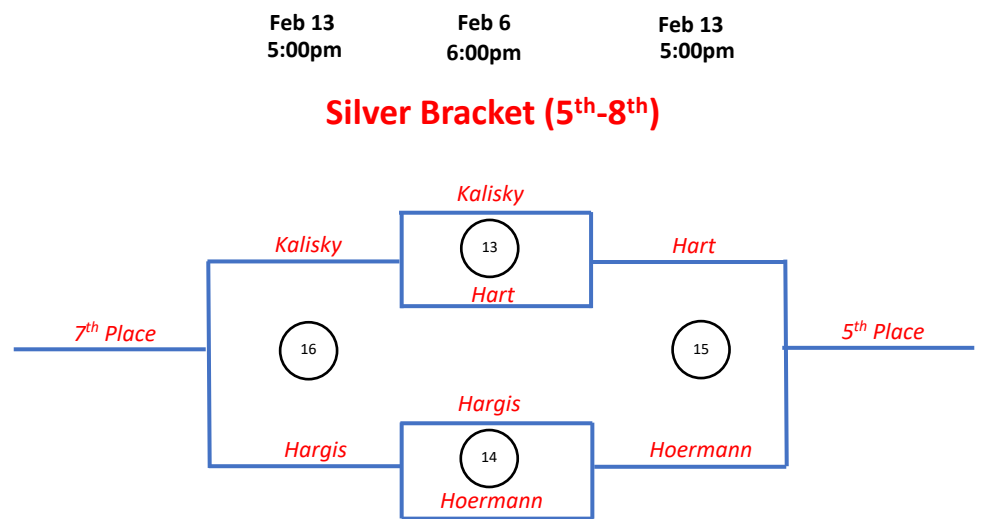 Feb 13 Feb 6 Feb 13
5:00pm 6:00pm 5:00pm
Silver Bracket (5th-8th)
Kalisky
Kalisky 13 Hart
Hart
7th Place 16 15 5th Place
Hargis
Hargis 14 Hoermann
Hoermann